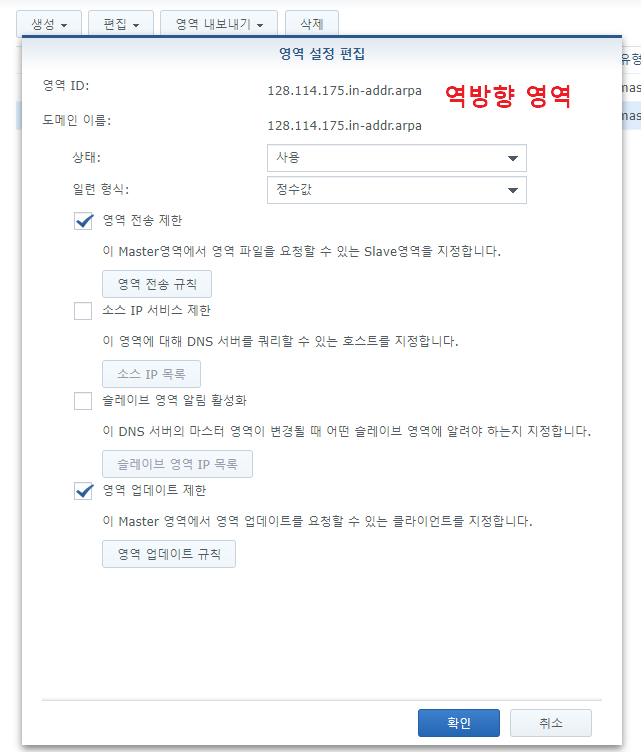 생성 편집 영역 내보내기 삭제
영역 설정 편집
유형
영역 ID: 128.114.175.in-addr.arpa 역방향 영역
mas
도메인 이름: 128.114.175.in-addr.arpa
mas
상태: 사용
일련 형식: 정수값
영역 전송 제한
이 Master영역에서 영역 파일을 요청할 수 있는 Slave영역을 지정합니다.
영역 전송 규칙
소스 IP 서비스 제한
이 영역에 대해 DNS 서버를 쿼리할 수 있는 호스트를 지정합니다.
소스 IP 목록
슬레이브 영역 알림 활성화
이 DNS 서버의 마스터 영역이 변경될 때 어떤 슬레이브 영역에 알려야 하는지 지정합니다.
슬레이브 영역 IP 목록
영역 업데이트 제한
이 Master 영역에서 영역 업데이트를 요청할 수 있는 클라이언트를 지정합니다.
영역 업데이트 규칙
확인 취소